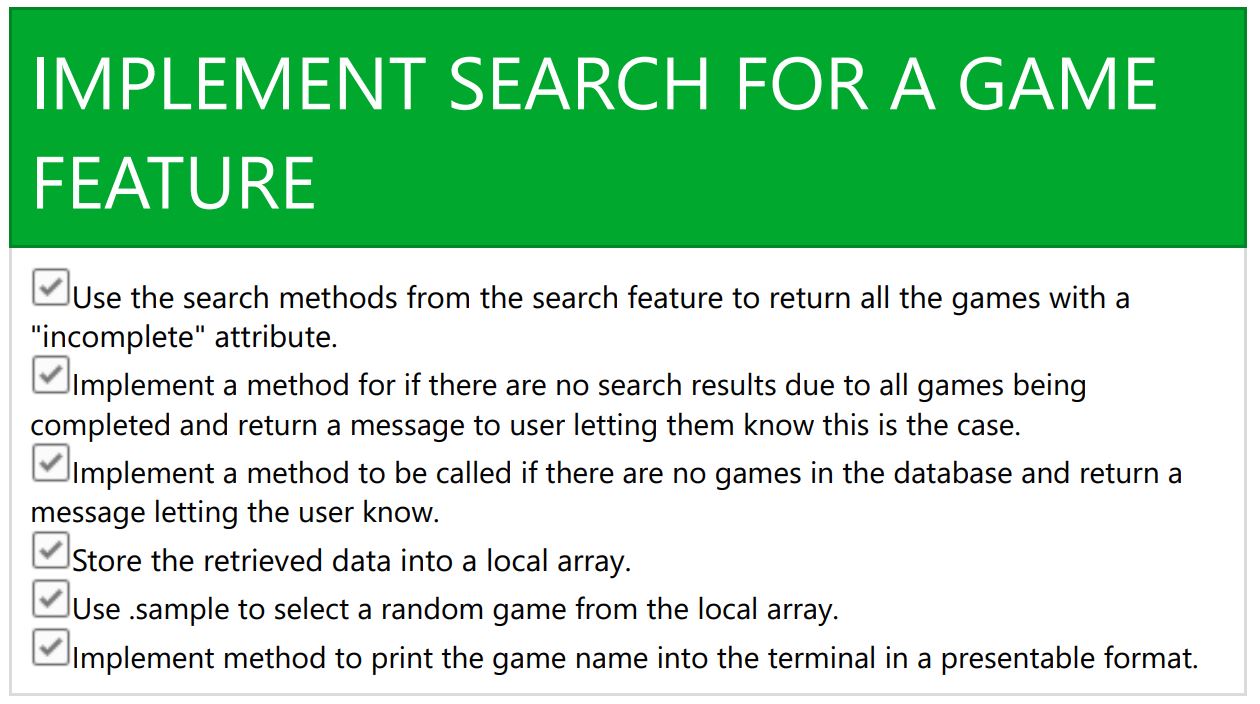 IMPLEMENT SEARCH FOR A GAME
FEATURE
Use the search methods from the search feature to return all the games with a
"incomplete" attribute.
Implement a method for if there are no search results due to all games being
completed and return a message to user letting them know this is the case.
Implement a method to be called if there are no games in the database and return a
message letting the user know.
Store the retrieved data into a local array.
Use .sample to select a random game from the local array.
Implement method to print the game name into the terminal in a presentable format.